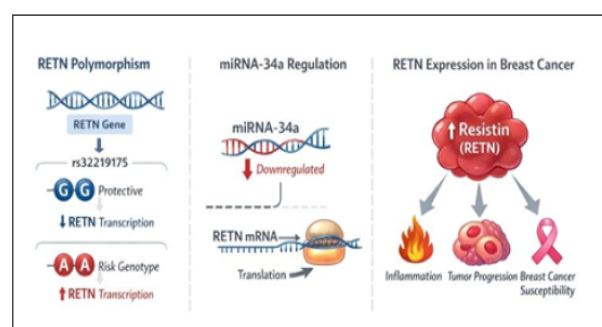 RETN Polymorphism
RETN Gene
rs32219175
G G Protective
↓ RETN Transcription
A A Risk Genotype
↑ RETN Transcription
miRNA-34a Regulation
miRNA-34a
Downregulated
RETN mRNA
Translation
RETN Expression in Breast Cancer
↑ Resistin
(RETN)
Inflammation
Tumor Progression
Breast Cancer
Susceptibility